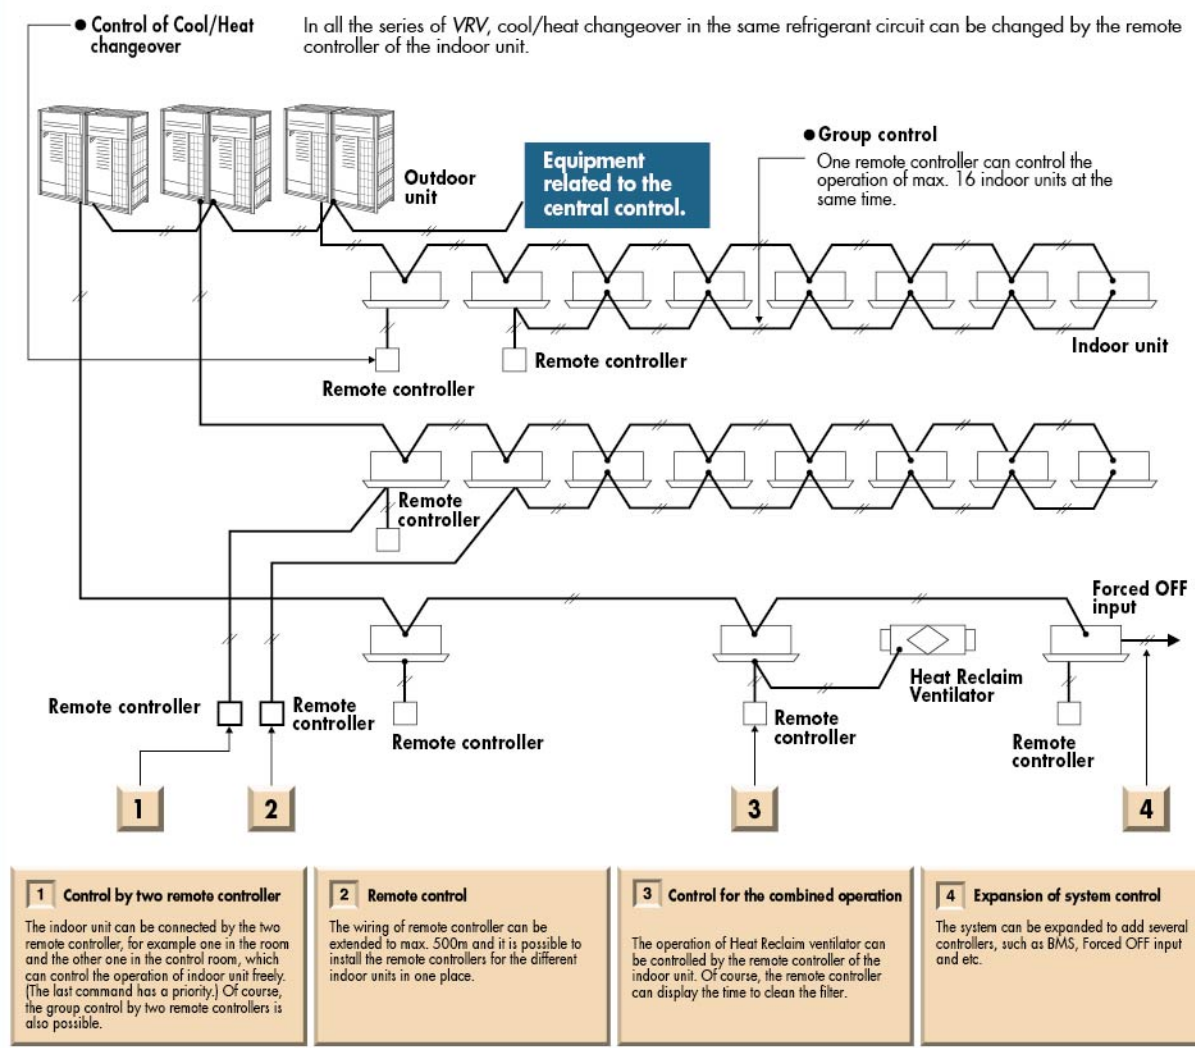 ● Control of Cool/Heat
changeover
In all the series of VRV, cool/heat changeover in the same refrigerant circuit can be changed by the remote
controller of the indoor unit.
Outdoor
unit
Equipment
related to the
central control.
● Group control
One remote controller can control the
operation of max. 16 indoor units at the
same time.
Indoor unit
Remote controller
Remote controller
Remote
controller
Forced OFF
input
Heat Reclaim
Ventilator
Remote controller
Remote
controller
Remote controller
Remote
controller
Remote
controller
1
2
3
4
1 Control by two remote controller
The indoor unit can be connected by the two
remote controller, for example one in the room
and the other one in the control room, which
can control the operation of indoor unit freely.
(The last command has a priority.) Of course,
the group control by two remote controllers is
also possible.
2 Remote control
The wiring of remote controller can be
extended to max. 500m and it is possible to
install the remote controllers for the different
indoor units in one place.
3 Control for the combined operation
The operation of Heat Reclaim ventilator can
be controlled by the remote controller of the
indoor unit. Of course, the remote controller
can display the time to clean the filter.
4 Expansion of system control
The system can be expanded to add several
controllers, such as BMS, Forced OFF input
and etc.